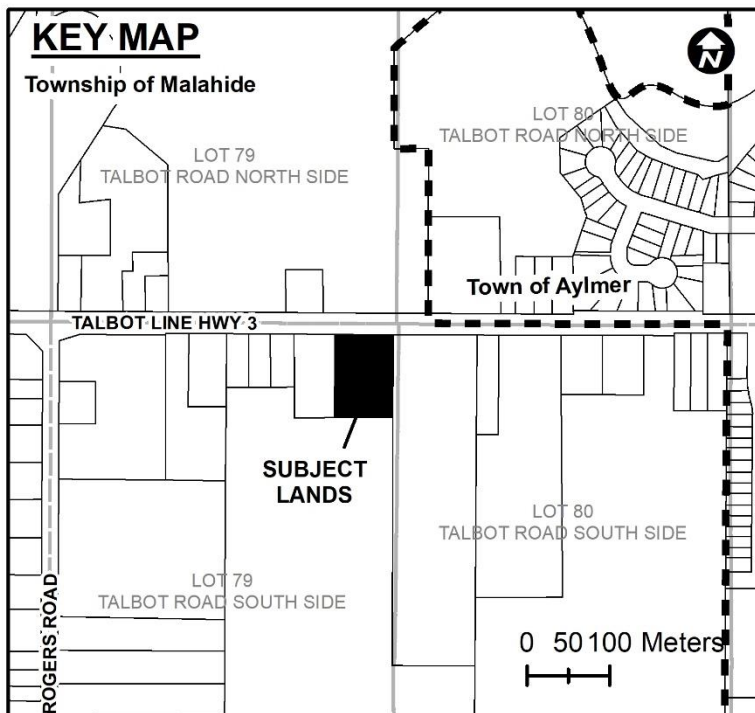 KEY MAP
N
Township of Malahide
LOT 80
TALBOT ROAD NORTH SIDE
LOT 79
TALBOT ROAD NORTH SIDE
Town of Aylmer
TALBOT LINE HWY 3
SUBJECT
LANDS
LOT 80
TALBOT ROAD SOUTH SIDE
LOT 79
TALBOT ROAD SOUTH SIDE
ROGERS ROAD
0 50 100 Meters